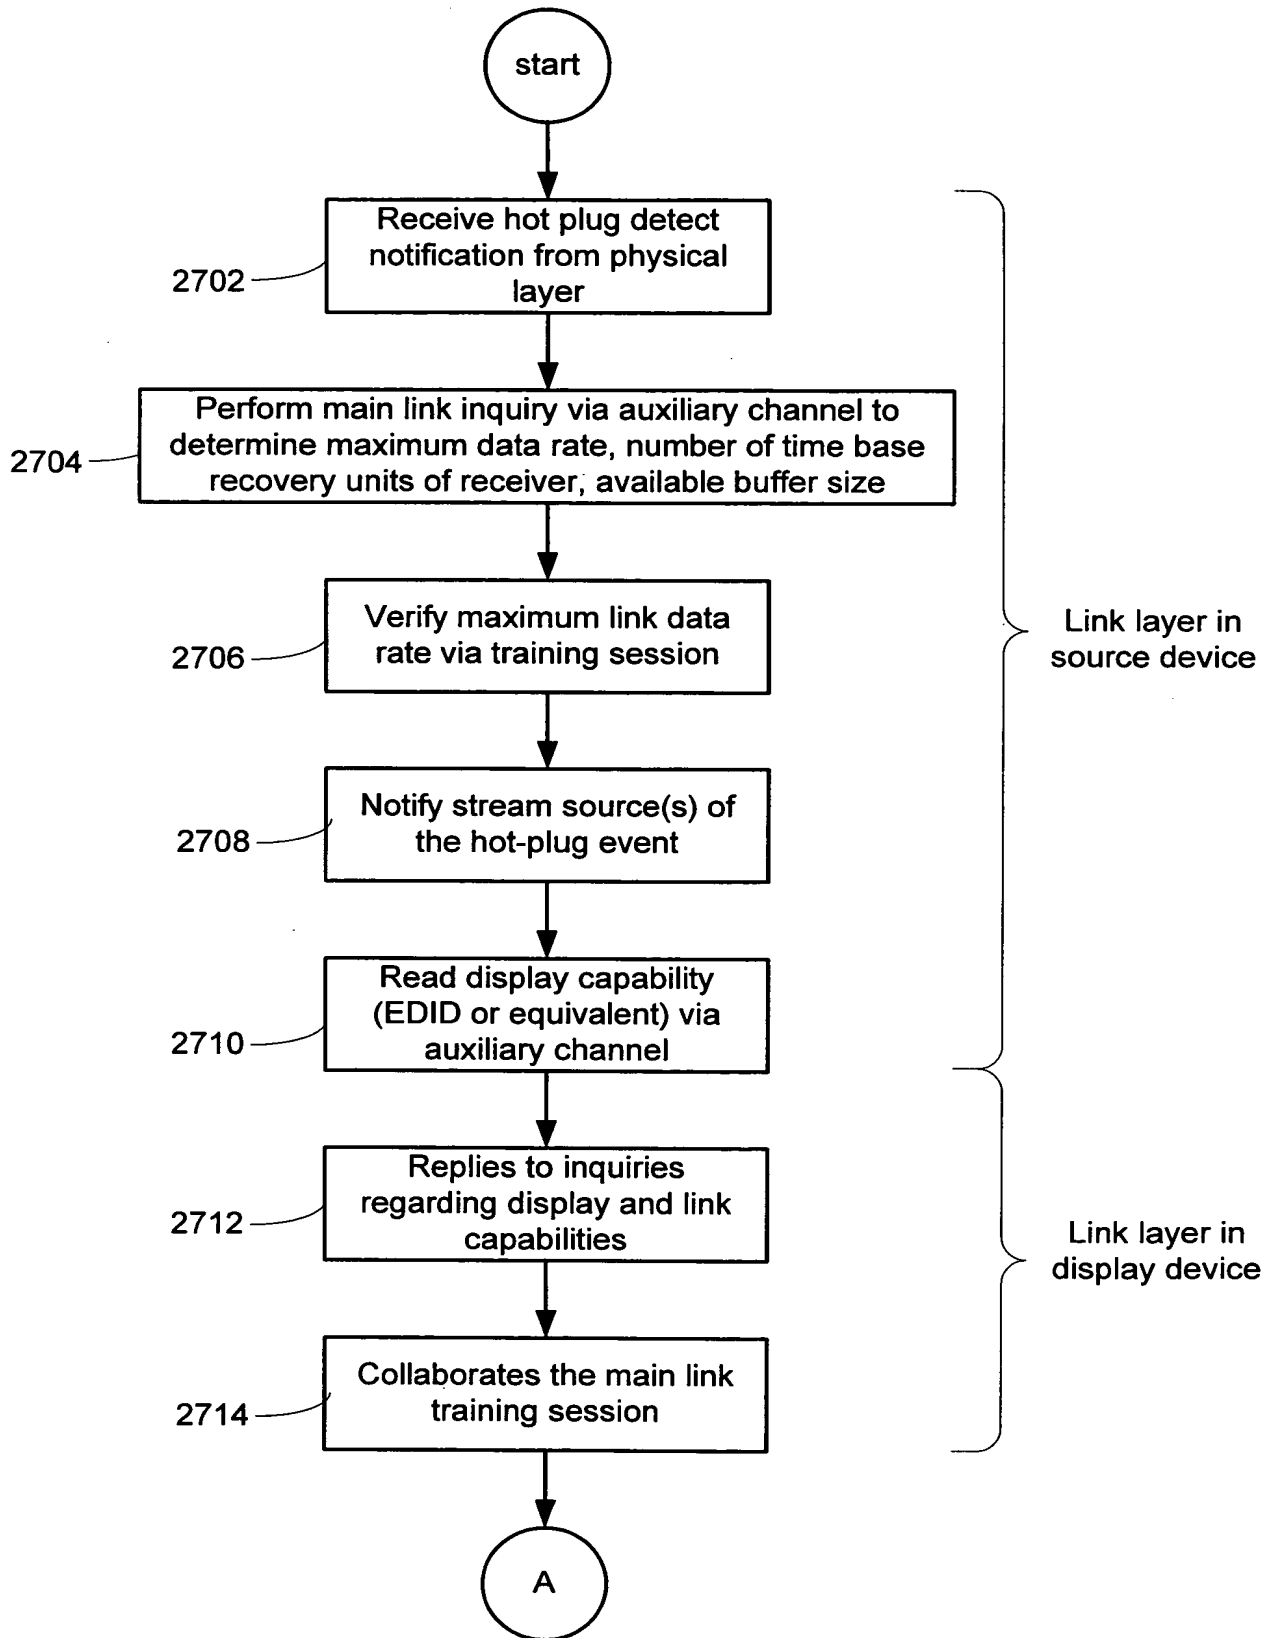 start
Receive hot plug detect
notification from physical
layer
2702
Perform main link inquiry via auxiliary channel to
determine maximum data rate, number of time base
recovery units of receiver, available buffer size
2704
Verify maximum link data
rate via training session
2706
Link layer in
source device
Notify stream source(s) of
the hot-plug event
2708
Read display capability
(EDID or equivalent) via
auxiliary channel
2710
Replies to inquiries
regarding display and link
capabilities
2712
Link layer in
display device
Collaborates the main link
training session
2714
A